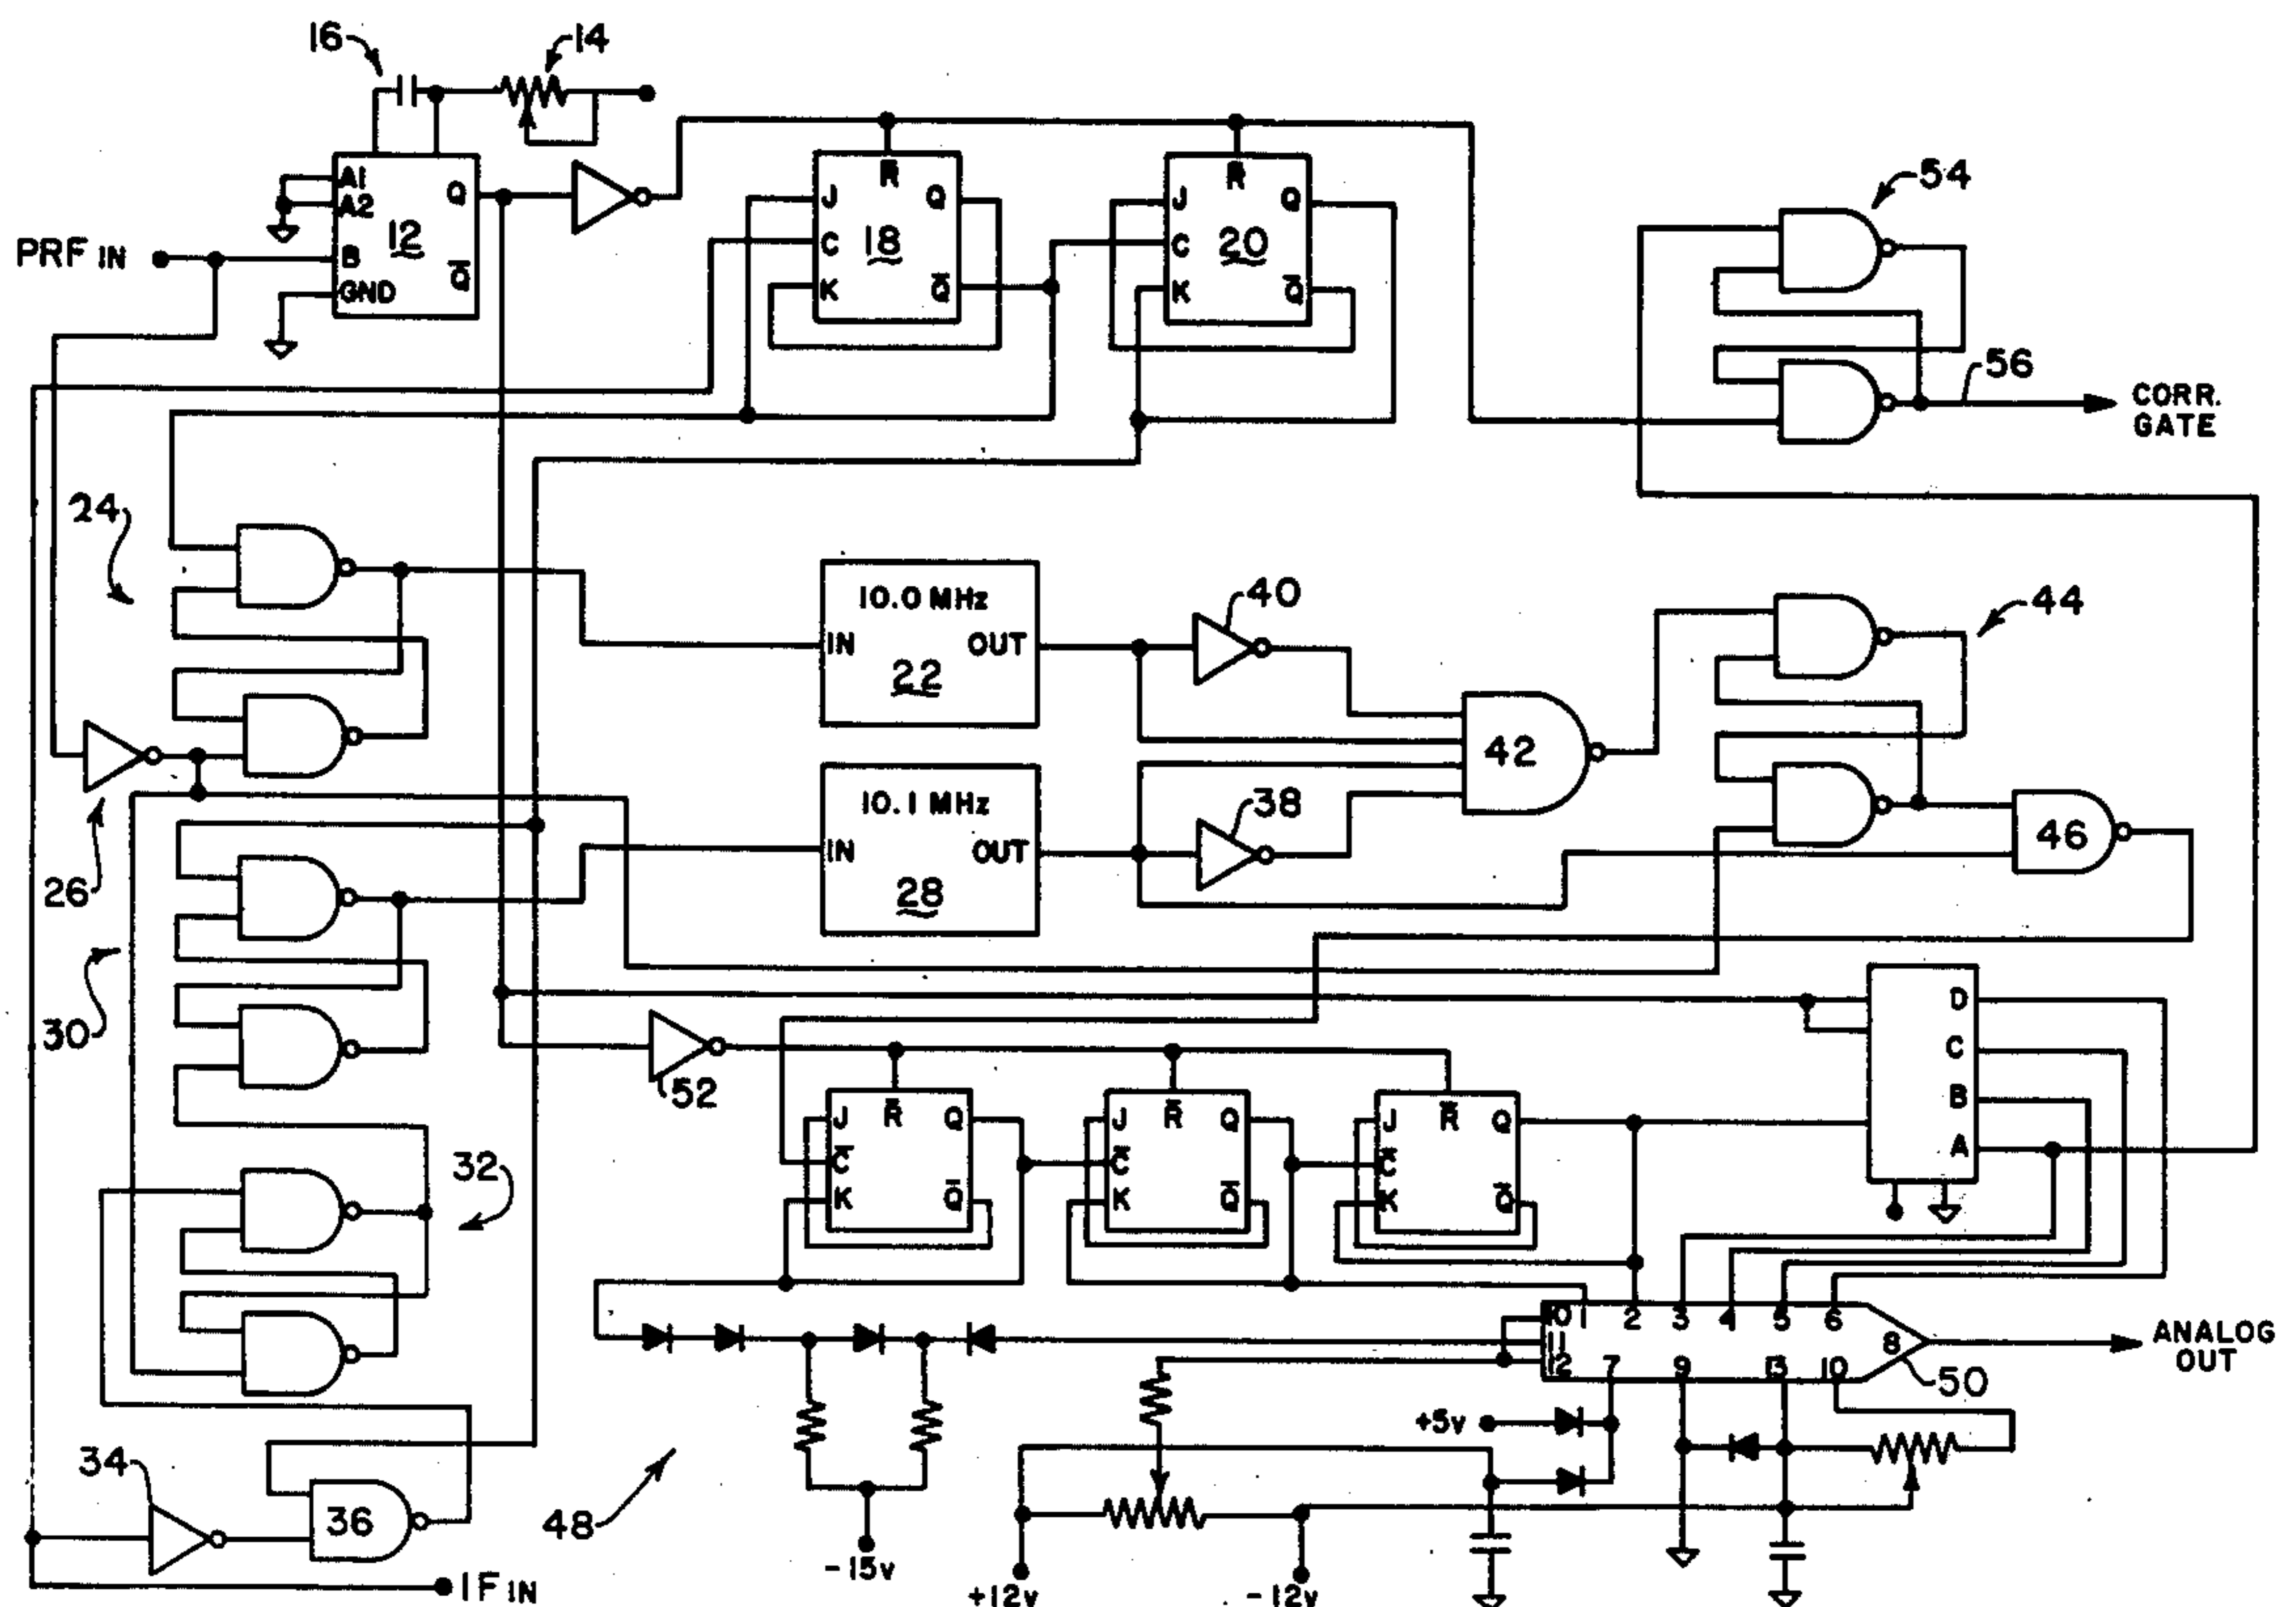 16
14
A1
A2
Q
12
B
GND
Q̄
PRF IN
R̄
J
Q
C
18
K
Q̄
R̄
J
Q
C
20
K
Q̄
54
56
CORR.
GATE
24
10.0 MHz
IN
OUT
22
40
42
44
10.1 MHz
IN
OUT
28
38
46
26
30
52
J
R̄
Q
C̄
K
Q̄
J
R̄
Q
C̄
K
Q̄
J
R̄
Q
C̄
K
Q̄
D
C
B
A
32
10
1
2
3
4
5
6
11
12
7
9
13
10
8
ANALOG
OUT
50
+5v
34
36
48
-15v
+12v
-12v
IF IN